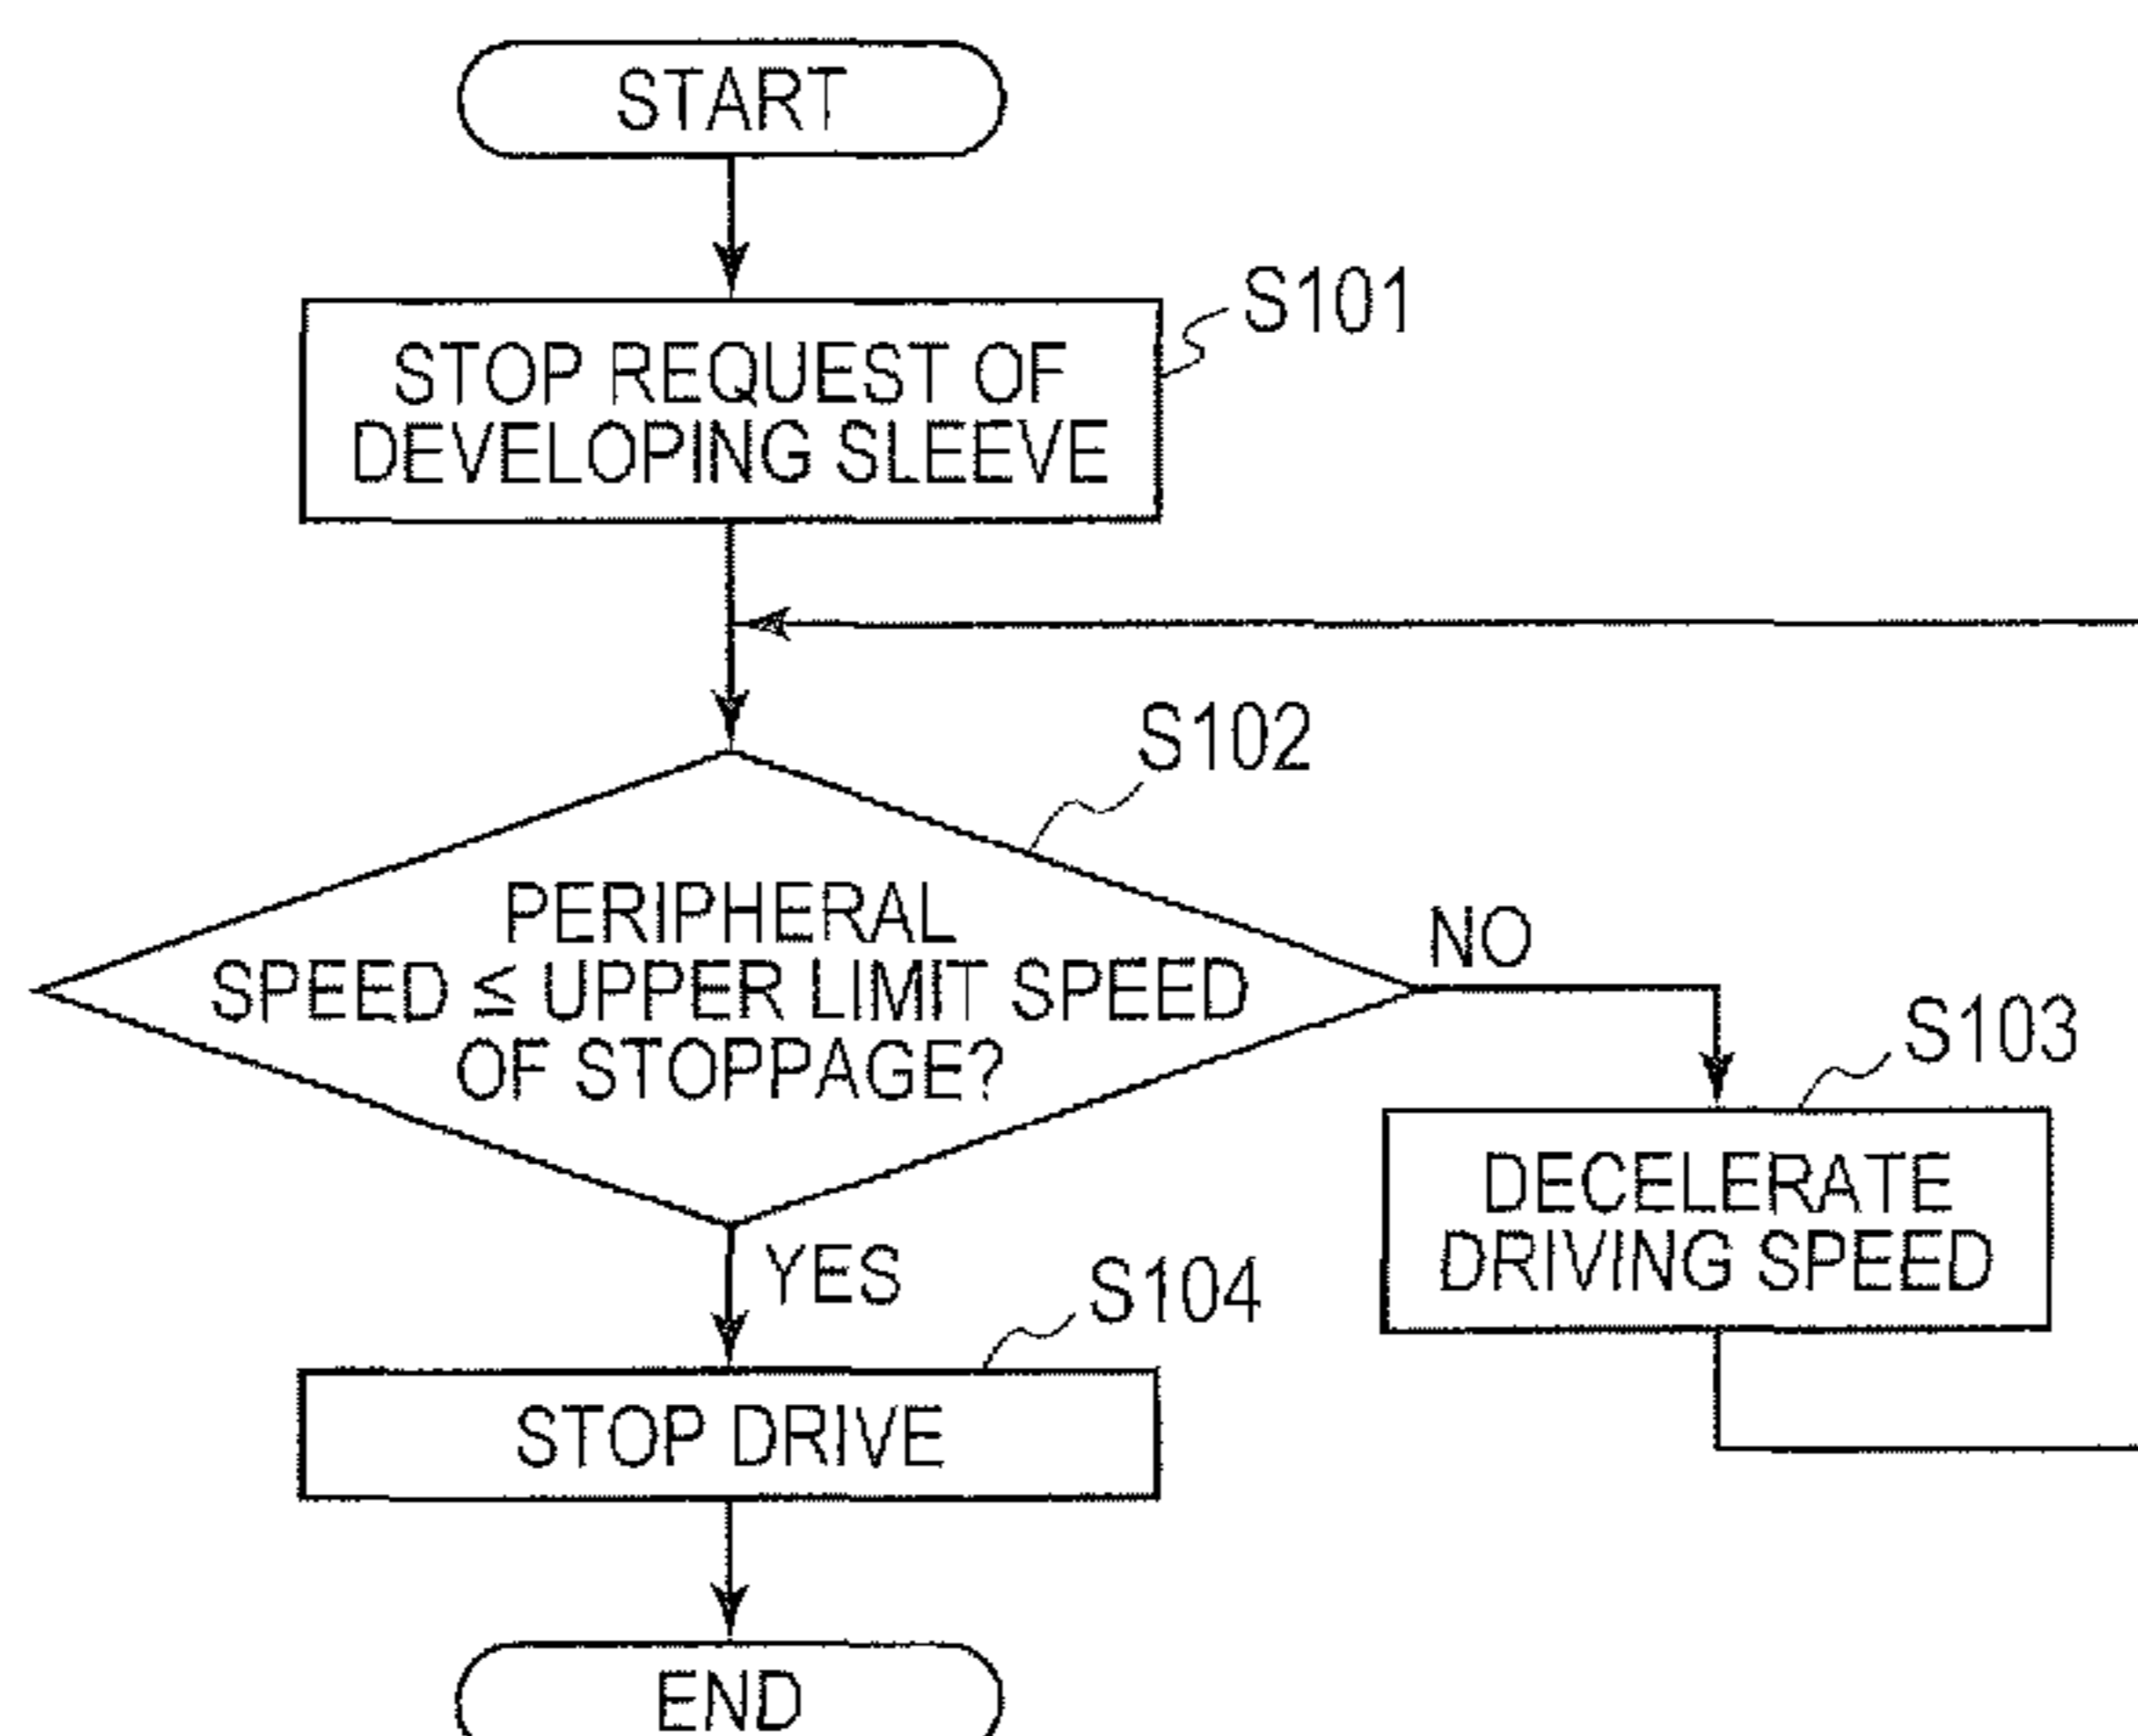 START
S101
STOP REQUEST OF
DEVELOPING SLEEVE
S102
PERIPHERAL
SPEED ≦ UPPER LIMIT SPEED
OF STOPPAGE?
NO
S103
DECELERATE
DRIVING SPEED
YES
S104
STOP DRIVE
END